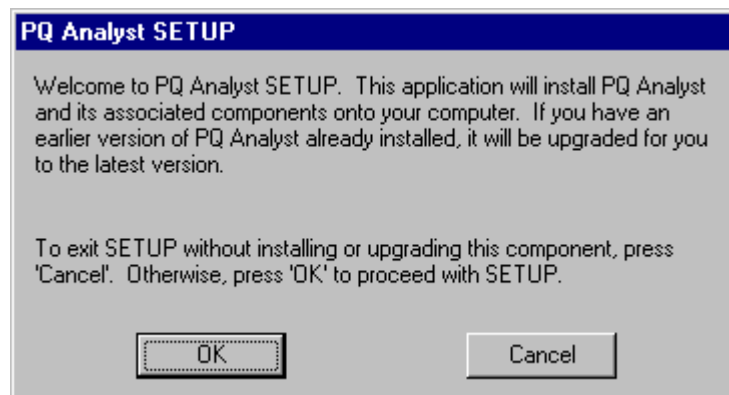 PQ Analyst SETUP
Welcome to PQ Analyst SETUP.  This application will install PQ Analyst
and its associated components onto your computer.  If you have an
earlier version of PQ Analyst already installed, it will be upgraded for you
to the latest version.
To exit SETUP without installing or upgrading this component, press
'Cancel'.  Otherwise, press 'OK' to proceed with SETUP.
OK
Cancel